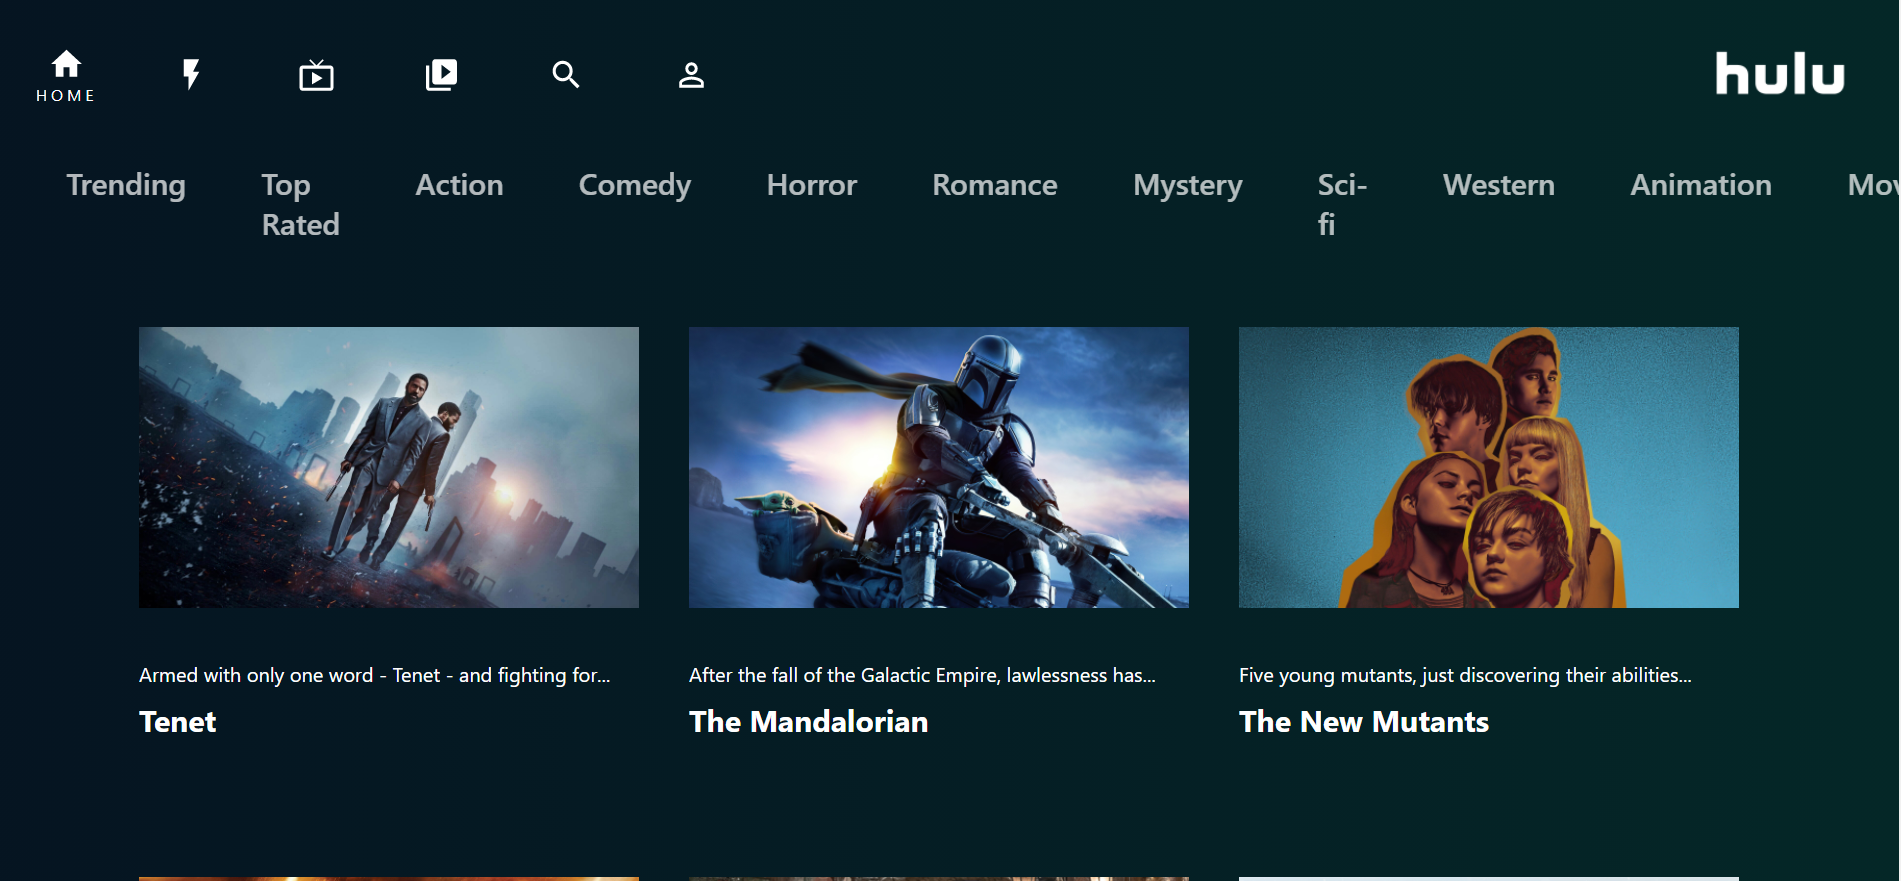 HOME
hulu
Trending Top Rated Action Comedy Horror Romance Mystery Sci-fi Western Animation
Armed with only one word - Tenet - and fighting for...
Tenet
After the fall of the Galactic Empire, lawlessness has...
The Mandalorian
Five young mutants, just discovering their abilities...
The New Mutants